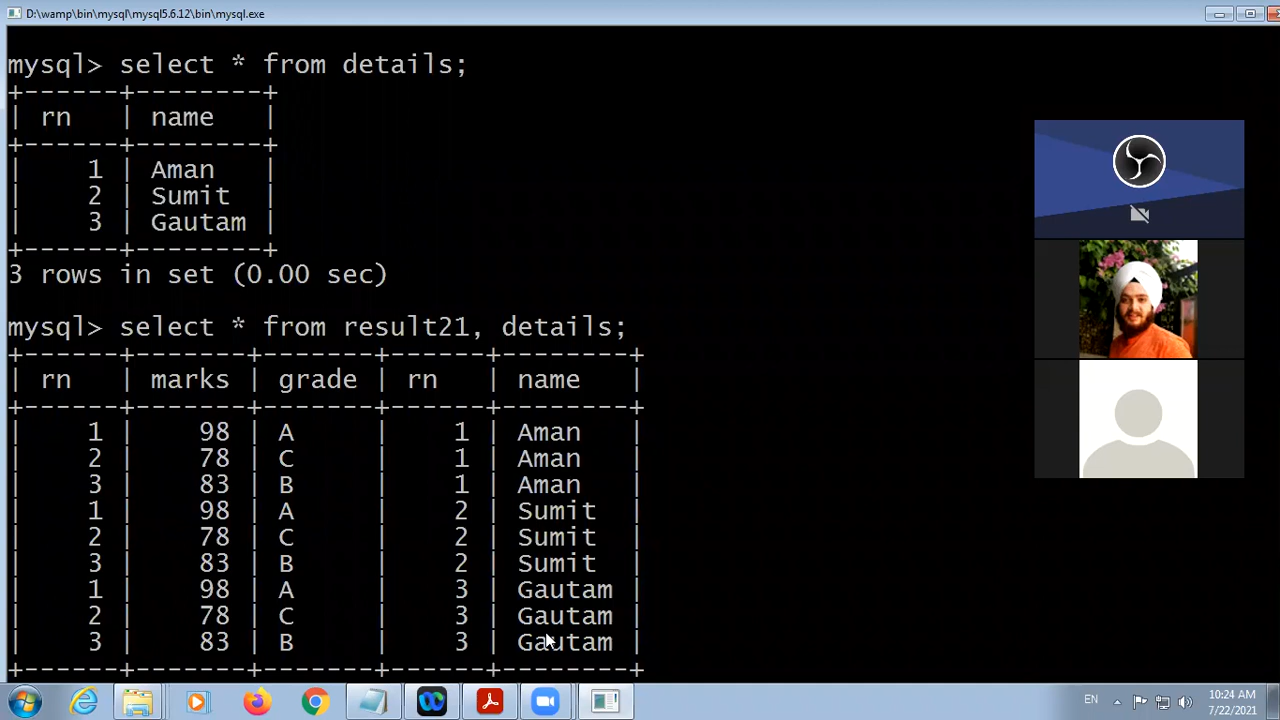 D:\wamp\bin\mysql\mysql5.6.12\bin\mysql.exe
mysql> select * from details;
+------+--------+
| rn   | name   |
+------+--------+
|    1 | Aman   |
|    2 | Sumit  |
|    3 | Gautam |
+------+--------+
3 rows in set (0.00 sec)
mysql> select * from result21, details;
+------+-------+-------+------+--------+
| rn   | marks | grade | rn   | name   |
+------+-------+-------+------+--------+
|    1 |    98 | A     |    1 | Aman   |
|    2 |    78 | C     |    1 | Aman   |
|    3 |    83 | B     |    1 | Aman   |
|    1 |    98 | A     |    2 | Sumit  |
|    2 |    78 | C     |    2 | Sumit  |
|    3 |    83 | B     |    2 | Sumit  |
|    1 |    98 | A     |    3 | Gautam |
|    2 |    78 | C     |    3 | Gautam |
|    3 |    83 | B     |    3 | Gautam |
+------+-------+-------+------+--------+
EN
10:24 AM
7/22/2021